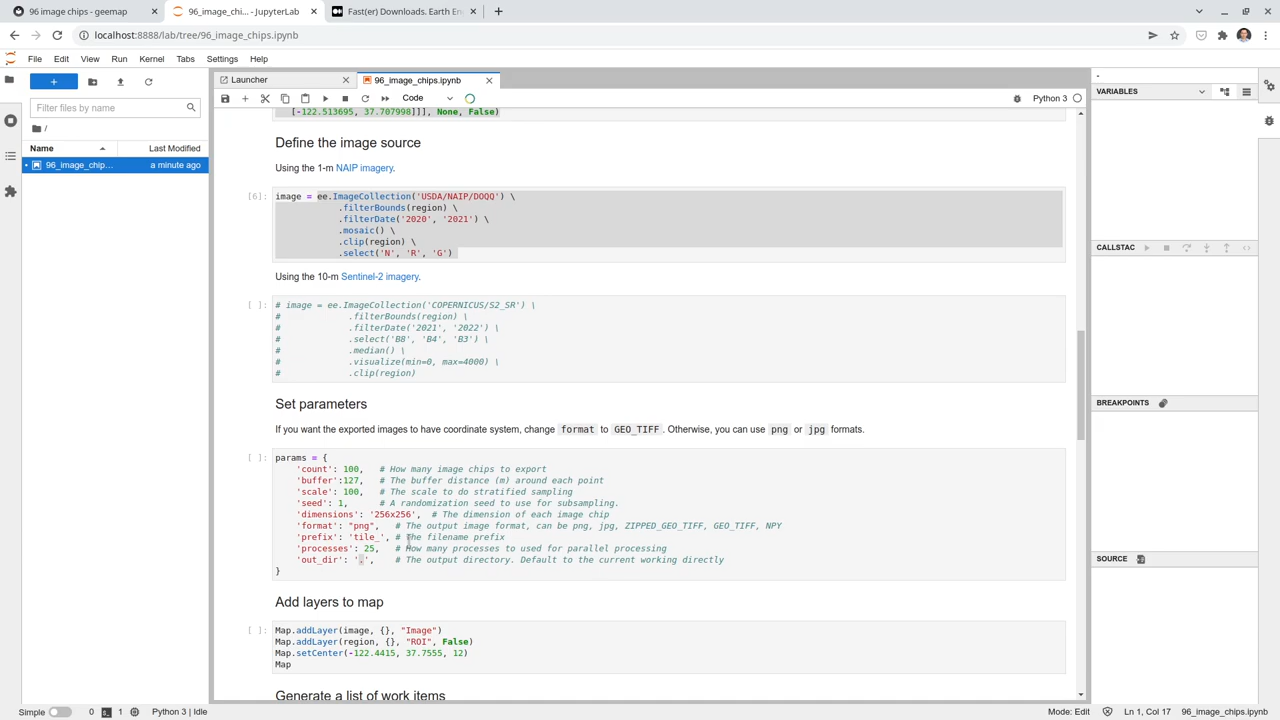 96 image chips - geemap
96_image_chi... - JupyterLab
Fast(er) Downloads. Earth En
localhost:8888/lab/tree/96_image_chips.ipynb
File Edit View Run Kernel Tabs Settings Help
Launcher
96_image_chips.ipynb
Code
Python 3
Filter files by name
/
Name Last Modified
96_image_chip... a minute ago
[-122.513695, 37.707998]]], None, False)
Define the image source
Using the 1-m NAIP imagery.
[6]: image = ee.ImageCollection('USDA/NAIP/DOQQ') \
.filterBounds(region) \
.filterDate('2020', '2021') \
.mosaic() \
.clip(region) \
.select('N', 'R', 'G')
Using the 10-m Sentinel-2 imagery.
[ ]: # image = ee.ImageCollection('COPERNICUS/S2_SR') \
# .filterBounds(region) \
# .filterDate('2021', '2022') \
# .select('B8', 'B4', 'B3') \
# .median() \
# .visualize(min=0, max=4000) \
# .clip(region)
Set parameters
If you want the exported images to have coordinate system, change format to GEO_TIFF. Otherwise, you can use png or jpg formats.
[ ]: params = {
'count': 100, # How many image chips to export
'buffer':127, # The buffer distance (m) around each point
'scale': 100, # The scale to do stratified sampling
'seed': 1, # A randomization seed to use for subsampling.
'dimensions': '256x256', # The dimension of each image chip
'format': "png", # The output image format, can be png, jpg, ZIPPED_GEO_TIFF, GEO_TIFF, NPY
'prefix': 'tile_', # The filename prefix
'processes': 25, # How many processes to used for parallel processing
'out_dir': '.', # The output directory. Default to the current working directly
}
Add layers to map
[ ]: Map.addLayer(image, {}, "Image")
Map.addLayer(region, {}, "ROI", False)
Map.setCenter(-122.4415, 37.7555, 12)
Map
Generate a list of work items
VARIABLES
CALLSTAC
BREAKPOINTS
SOURCE
Simple 0 1 Python 3 | Idle
Mode: Edit Ln 1, Col 17 96_image_chips.ipynb